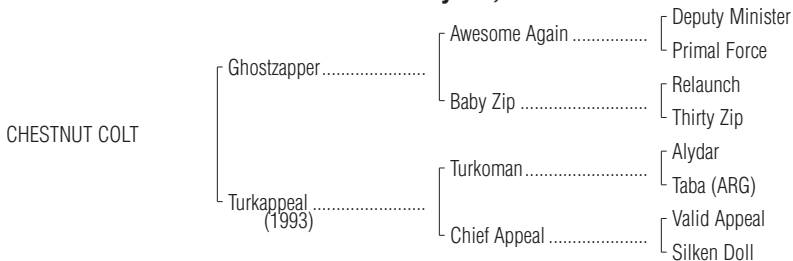 Deputy Minister
Awesome Again ................
Primal Force
Ghostzapper......................
Relaunch
Baby Zip ...........................
Thirty Zip
CHESTNUT COLT
Alydar
Turkoman..........................
Taba (ARG)
Turkappeal ........................
(1993)
Valid Appeal
Chief Appeal .....................
Silken Doll